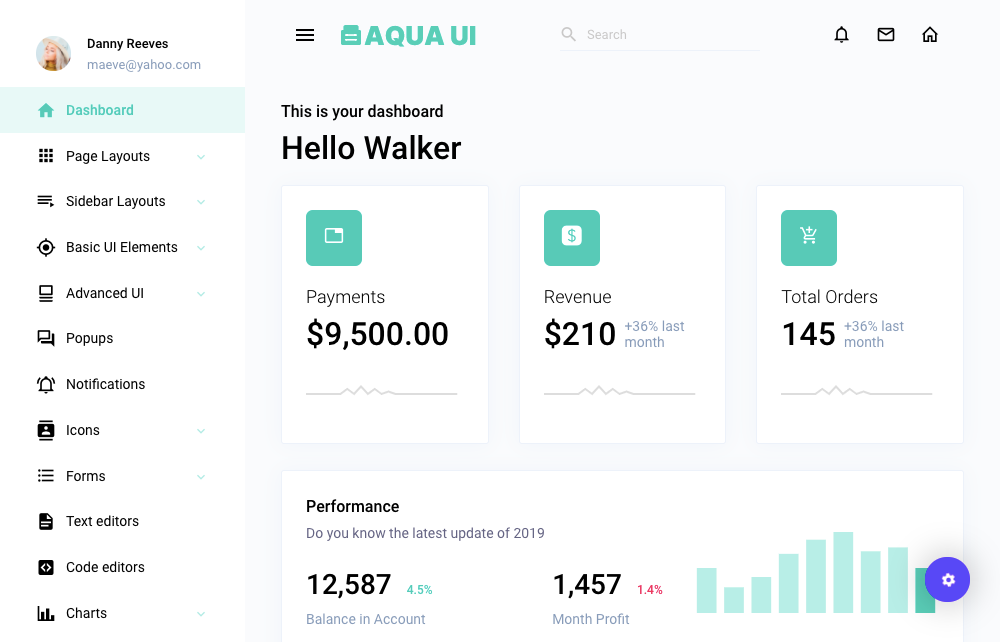 Danny Reeves
maeve@yahoo.com
Dashboard
Page Layouts
Sidebar Layouts
Basic UI Elements
Advanced UI
Popups
Notifications
Icons
Forms
Text editors
Code editors
Charts
AQUA UI
Search
This is your dashboard
Hello Walker
Payments
$9,500.00
Revenue
$210 +36% last
month
Total Orders
145 +36% last
month
Performance
Do you know the latest update of 2019
12,587 4.5%
Balance in Account
1,457 1.4%
Month Profit